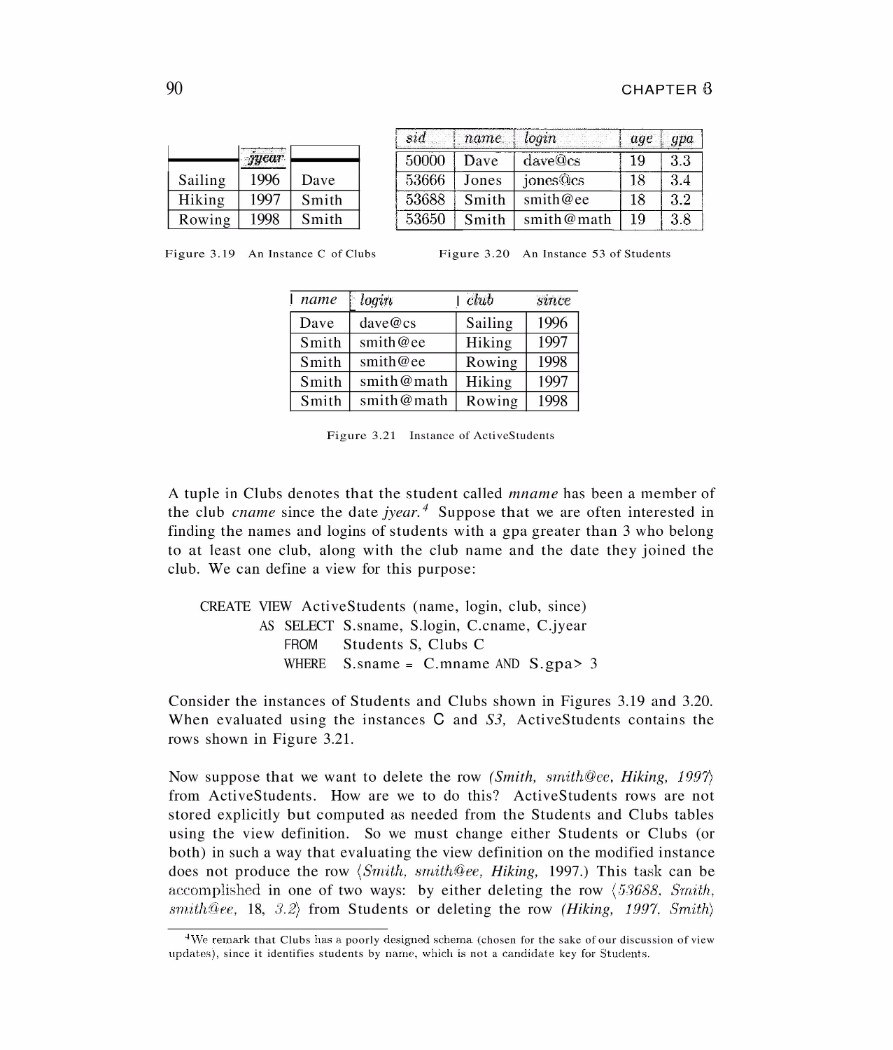 90 CHAPTER 3
jyear
Sailing 1996 Dave
Hiking 1997 Smith
Rowing 1998 Smith
sid name login age gpa
50000 Dave dave@cs 19 3.3
53666 Jones jones@cs 18 3.4
53688 Smith smith@ee 18 3.2
53650 Smith smith@math 19 3.8
Figure 3.19 An Instance C of Clubs
Figure 3.20 An Instance 53 of Students
name login club since
Dave dave@cs Sailing 1996
Smith smith@ee Hiking 1997
Smith smith@ee Rowing 1998
Smith smith@math Hiking 1997
Smith smith@math Rowing 1998
Figure 3.21 Instance of ActiveStudents
A tuple in Clubs denotes that the student called mname has been a member of
the club cname since the date jyear.4 Suppose that we are often interested in
finding the names and logins of students with a gpa greater than 3 who belong
to at least one club, along with the club name and the date they joined the
club. We can define a view for this purpose:
CREATE VIEW ActiveStudents (name, login, club, since)
AS SELECT S.sname, S.login, C.cname, C.jyear
FROM Students S, Clubs C
WHERE S.sname = C.mname AND S.gpa> 3
Consider the instances of Students and Clubs shown in Figures 3.19 and 3.20.
When evaluated using the instances C and S3, ActiveStudents contains the
rows shown in Figure 3.21.
Now suppose that we want to delete the row (Smith, smith@ee, Hiking, 1997)
from ActiveStudents. How are we to do this? ActiveStudents rows are not
stored explicitly but computed as needed from the Students and Clubs tables
using the view definition. So we must change either Students or Clubs (or
both) in such a way that evaluating the view definition on the modified instance
does not produce the row (Smith, smith@ee, Hiking, 1997.) This task can be
accomplished in one of two ways: by either deleting the row (53688, Smith,
smith@ee, 18, 3.2) from Students or deleting the row (Hiking, 1997, Smith)
4We remark that Clubs has a poorly designed schema (chosen for the sake of our discussion of view
updates), since it identifies students by name, which is not a candidate key for Students.